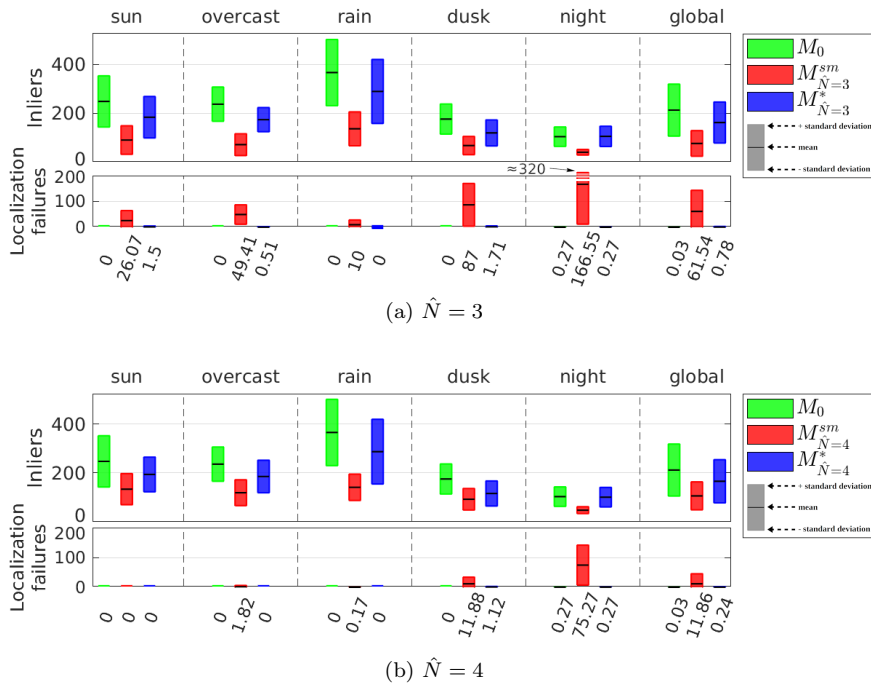 sun overcast rain dusk night global
Inliers
400
200
0
Localization failures
200
100
0
≈320
0 26.07 1.5 0 49.41 0.51 0 10 0 0 87 1.71 0.27 166.55 0.27 0.03 61.54 0.78
M₀
M^{sm}_{N̂=3}
M^*_{N̂=3}
+ standard deviation
mean
- standard deviation
(a) N̂ = 3
sun overcast rain dusk night global
Inliers
400
200
0
Localization failures
200
100
0
0 0 0 0 1.82 0 0 0.17 0 0 11.88 1.12 0.27 75.27 0.27 0.03 11.86 0.24
M₀
M^{sm}_{N̂=4}
M^*_{N̂=4}
+ standard deviation
mean
- standard deviation
(b) N̂ = 4